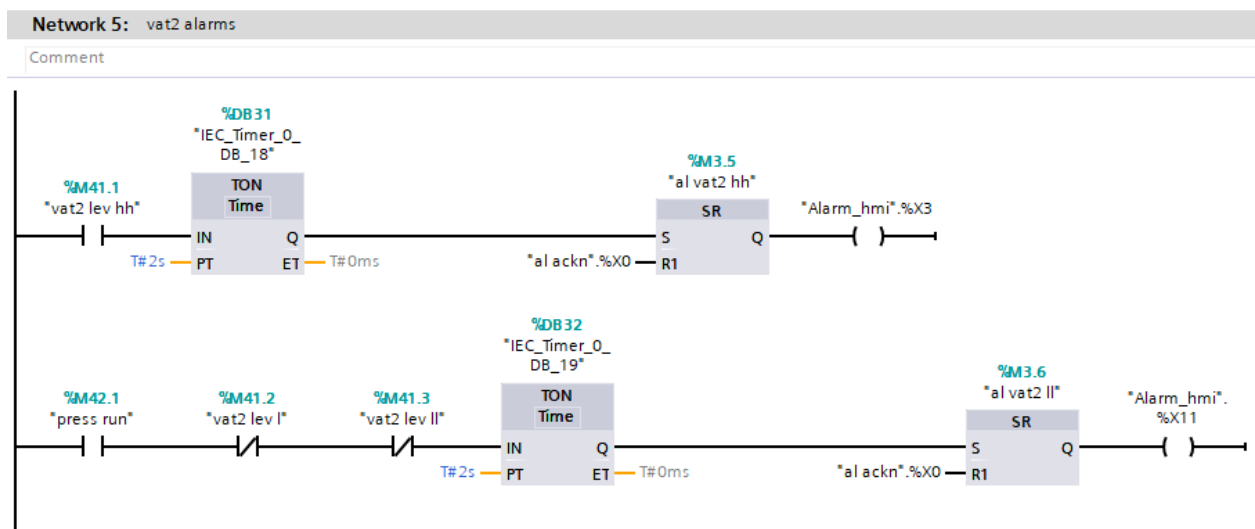 Network 5: vat2 alarms
Comment
%DB31
"IEC_Timer_0_
DB_18"
%M41.1
"vat2 lev hh"
TON
Time
IN Q
T#2s PT ET T#0ms
%M3.5
"al vat2 hh"
SR
S Q
"al ackn".%X0 R1
"Alarm_hmi".%X3
%DB32
"IEC_Timer_0_
DB_19"
%M42.1
"press run"
%M41.2
"vat2 lev l"
%M41.3
"vat2 lev ll"
TON
Time
IN Q
T#2s PT ET T#0ms
%M3.6
"al vat2 ll"
SR
S Q
"al ackn".%X0 R1
"Alarm_hmi".
%X11